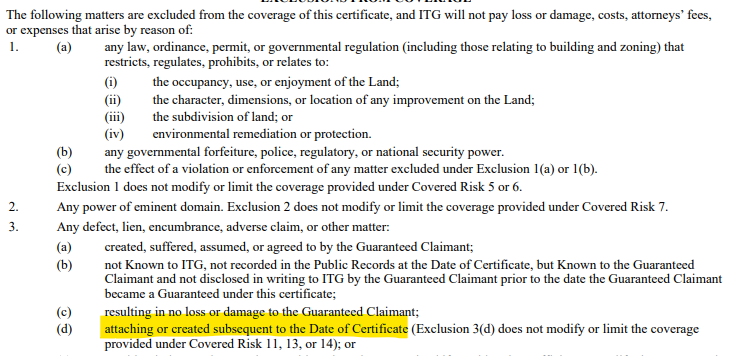 EXCLUSIONS FROM COVERAGE
The following matters are excluded from the coverage of this certificate, and ITG will not pay loss or damage, costs, attorneys’ fees,
or expenses that arise by reason of:
1. (a) any law, ordinance, permit, or governmental regulation (including those relating to building and zoning) that
restricts, regulates, prohibits, or relates to:
(i) the occupancy, use, or enjoyment of the Land;
(ii) the character, dimensions, or location of any improvement on the Land;
(iii) the subdivision of land; or
(iv) environmental remediation or protection.
(b) any governmental forfeiture, police, regulatory, or national security power.
(c) the effect of a violation or enforcement of any matter excluded under Exclusion 1(a) or 1(b).
Exclusion 1 does not modify or limit the coverage provided under Covered Risk 5 or 6.
2. Any power of eminent domain. Exclusion 2 does not modify or limit the coverage provided under Covered Risk 7.
3. Any defect, lien, encumbrance, adverse claim, or other matter:
(a) created, suffered, assumed, or agreed to by the Guaranteed Claimant;
(b) not Known to ITG, not recorded in the Public Records at the Date of Certificate, but Known to the Guaranteed
Claimant and not disclosed in writing to ITG by the Guaranteed Claimant prior to the date the Guaranteed Claimant
became a Guaranteed under this certificate;
(c) resulting in no loss or damage to the Guaranteed Claimant;
(d) attaching or created subsequent to the Date of Certificate (Exclusion 3(d) does not modify or limit the coverage
provided under Covered Risk 11, 13, or 14); or